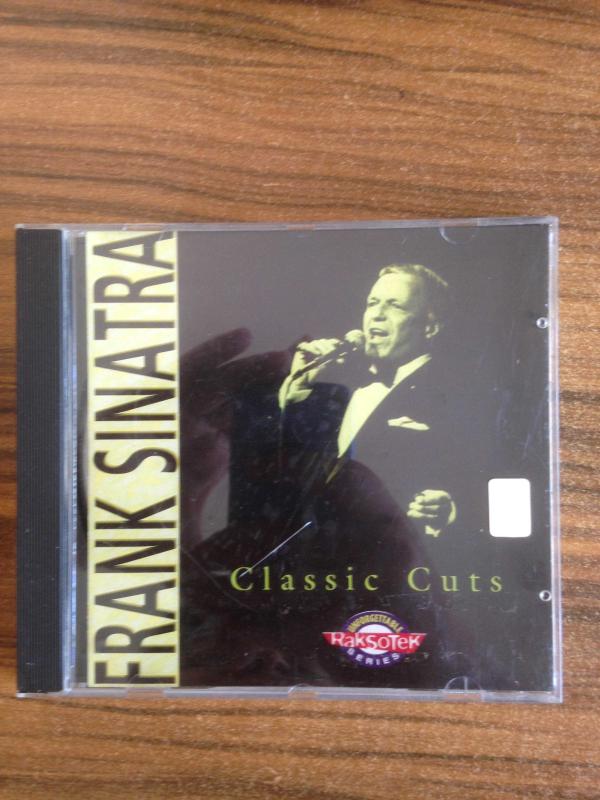 FRANK SINATRA
Classic Cuts
UNFORGETTABLE
RAKSOTEK
SERIES